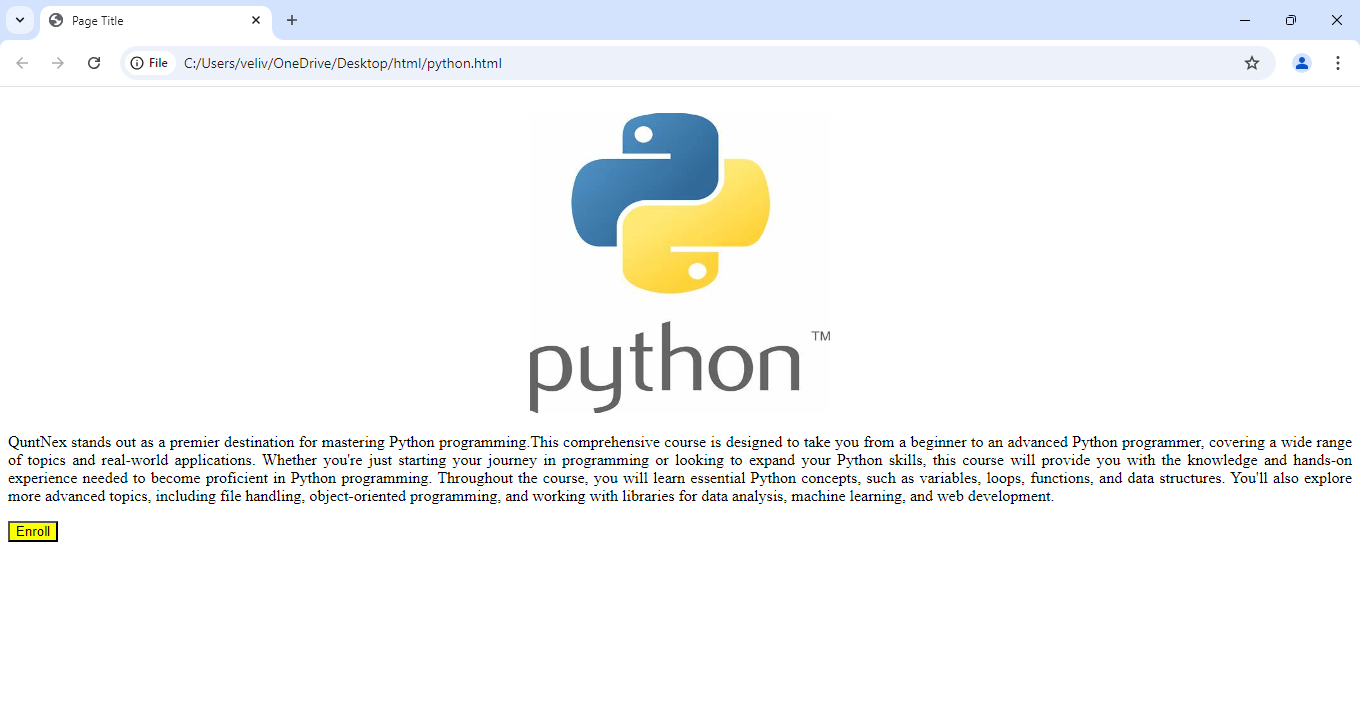 Page Title
File
C:/Users/veliv/OneDrive/Desktop/html/python.html
python TM
QuntNex stands out as a premier destination for mastering Python programming.This comprehensive course is designed to take you from a beginner to an advanced Python programmer, covering a wide range
of topics and real-world applications. Whether you're just starting your journey in programming or looking to expand your Python skills, this course will provide you with the knowledge and hands-on
experience needed to become proficient in Python programming. Throughout the course, you will learn essential Python concepts, such as variables, loops, functions, and data structures. You'll also explore
more advanced topics, including file handling, object-oriented programming, and working with libraries for data analysis, machine learning, and web development.
Enroll